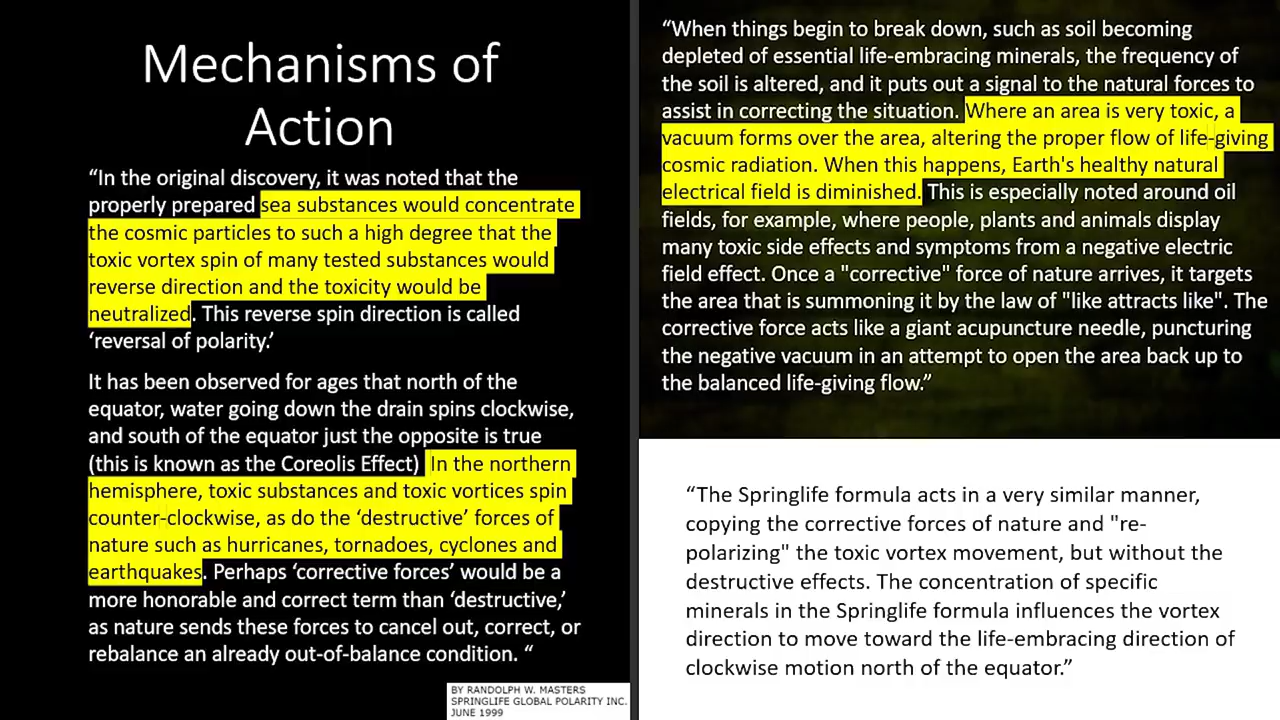 Mechanisms of
Action
“In the original discovery, it was noted that the
properly prepared sea substances would concentrate
the cosmic particles to such a high degree that the
toxic vortex spin of many tested substances would
reverse direction and the toxicity would be
neutralized. This reverse spin direction is called
‘reversal of polarity.’
It has been observed for ages that north of the
equator, water going down the drain spins clockwise,
and south of the equator just the opposite is true
(this is known as the Coreolis Effect) In the northern
hemisphere, toxic substances and toxic vortices spin
counter-clockwise, as do the ‘destructive’ forces of
nature such as hurricanes, tornadoes, cyclones and
earthquakes. Perhaps ‘corrective forces’ would be a
more honorable and correct term than ‘destructive,’
as nature sends these forces to cancel out, correct, or
rebalance an already out-of-balance condition. “
BY RANDOLPH W. MASTERS
SPRINGLIFE GLOBAL POLARITY INC.
JUNE 1999
“When things begin to break down, such as soil becoming
depleted of essential life-embracing minerals, the frequency of
the soil is altered, and it puts out a signal to the natural forces to
assist in correcting the situation. Where an area is very toxic, a
vacuum forms over the area, altering the proper flow of life-giving
cosmic radiation. When this happens, Earth's healthy natural
electrical field is diminished. This is especially noted around oil
fields, for example, where people, plants and animals display
many toxic side effects and symptoms from a negative electric
field effect. Once a "corrective" force of nature arrives, it targets
the area that is summoning it by the law of "like attracts like". The
corrective force acts like a giant acupuncture needle, puncturing
the negative vacuum in an attempt to open the area back up to
the balanced life-giving flow.”
“The Springlife formula acts in a very similar manner,
copying the corrective forces of nature and "re-
polarizing" the toxic vortex movement, but without the
destructive effects. The concentration of specific
minerals in the Springlife formula influences the vortex
direction to move toward the life-embracing direction of
clockwise motion north of the equator.”